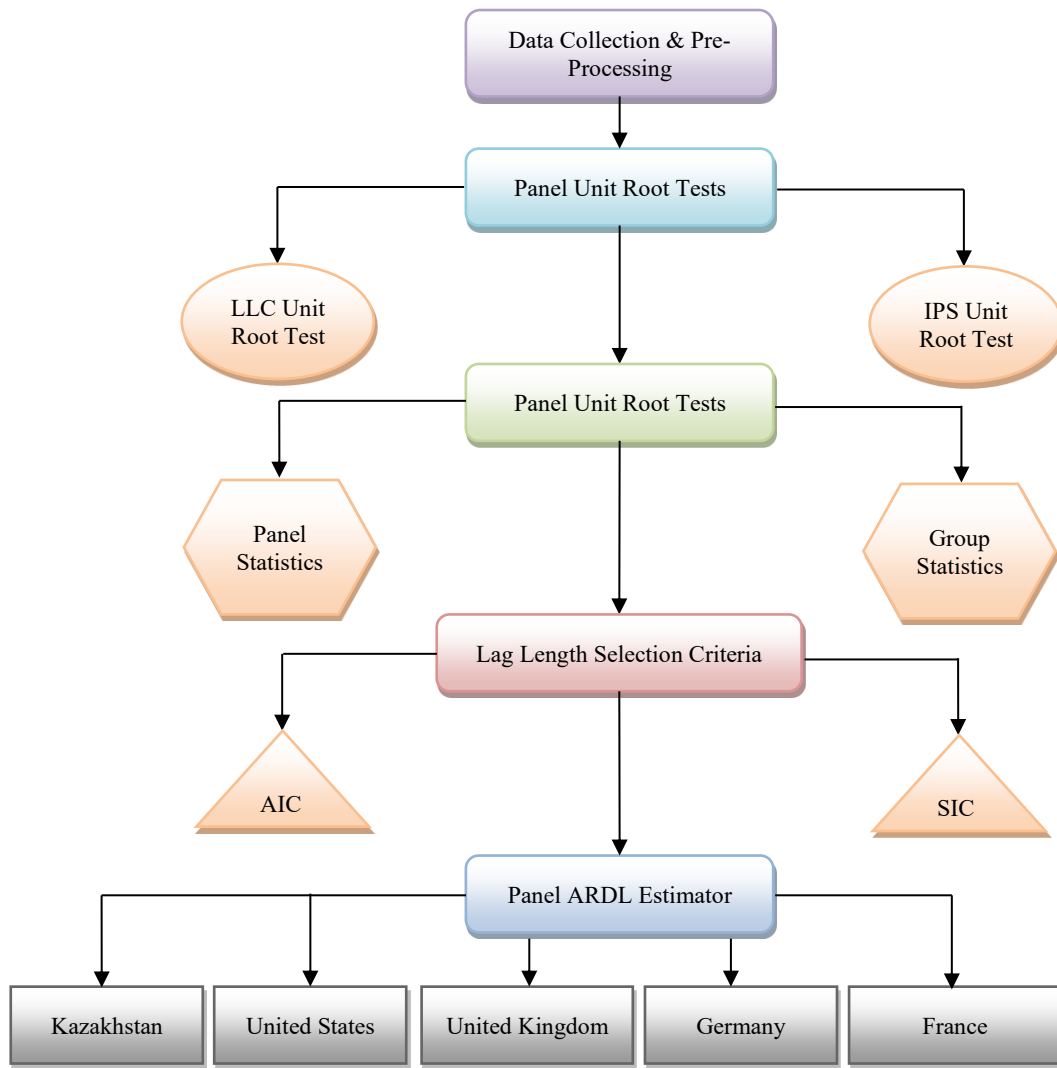 Data Collection & Pre-
Processing
Panel Unit Root Tests
LLC Unit
Root Test
IPS Unit
Root Test
Panel Unit Root Tests
Panel
Statistics
Group
Statistics
Lag Length Selection Criteria
AIC
SIC
Panel ARDL Estimator
Kazakhstan
United States
United Kingdom
Germany
France